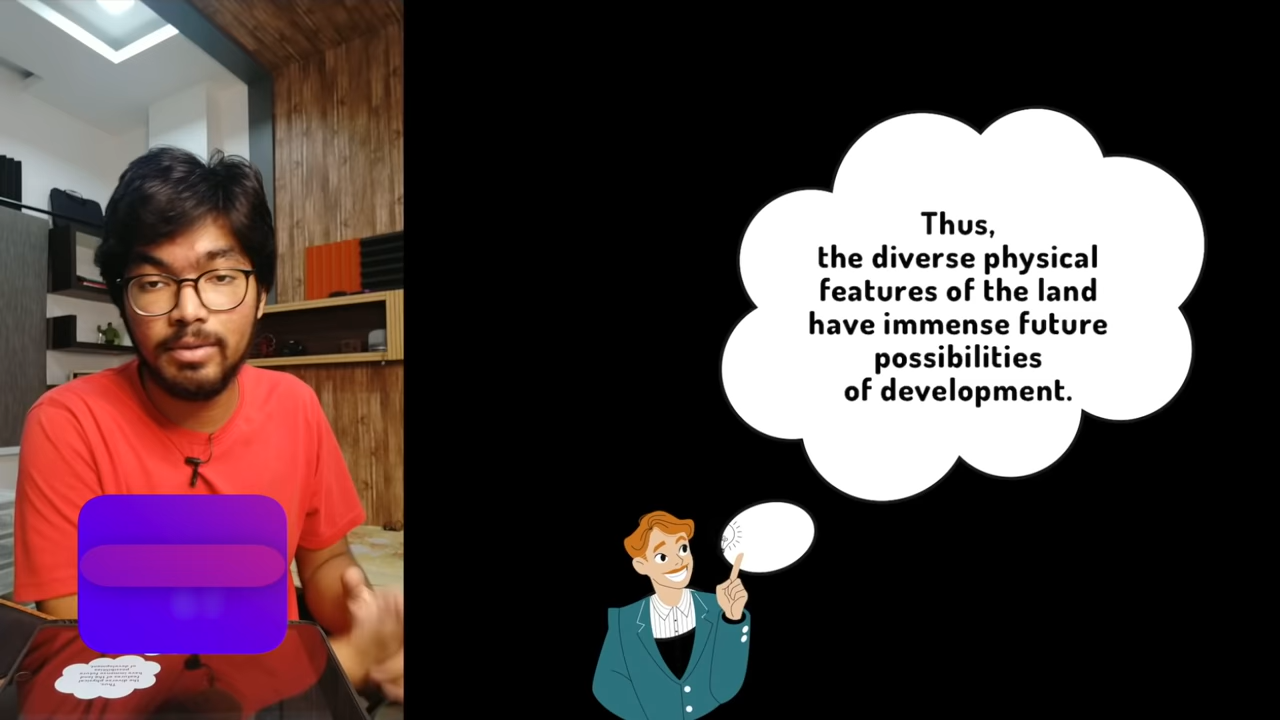 Thus,
the diverse physical
features of the land
have immense future
possibilities
of development.